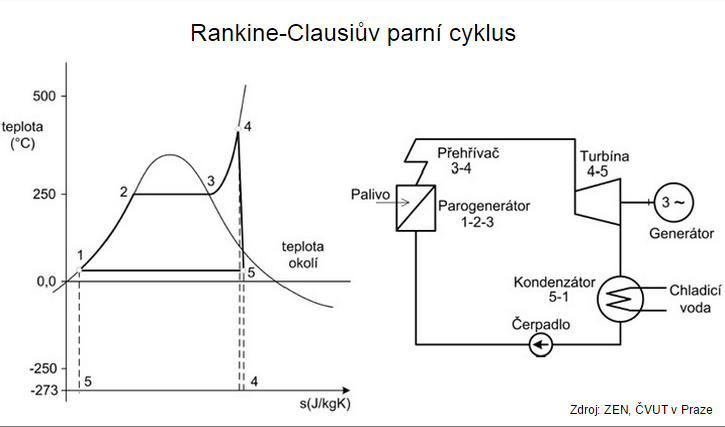 Rankine-Clausiův parní cyklus
500
teplota
(°C)
4
2
3
250
1
teplota
okolí
5
0,0
-250
-273
5
4
s(J/kgK)
Přehřívač
3-4
Turbína
4-5
Palivo
Parogenerátor
1-2-3
3 ~
Generátor
Kondenzátor
5-1
Chladicí
voda
Čerpadlo
Zdroj: ZEN, ČVUT v Praze